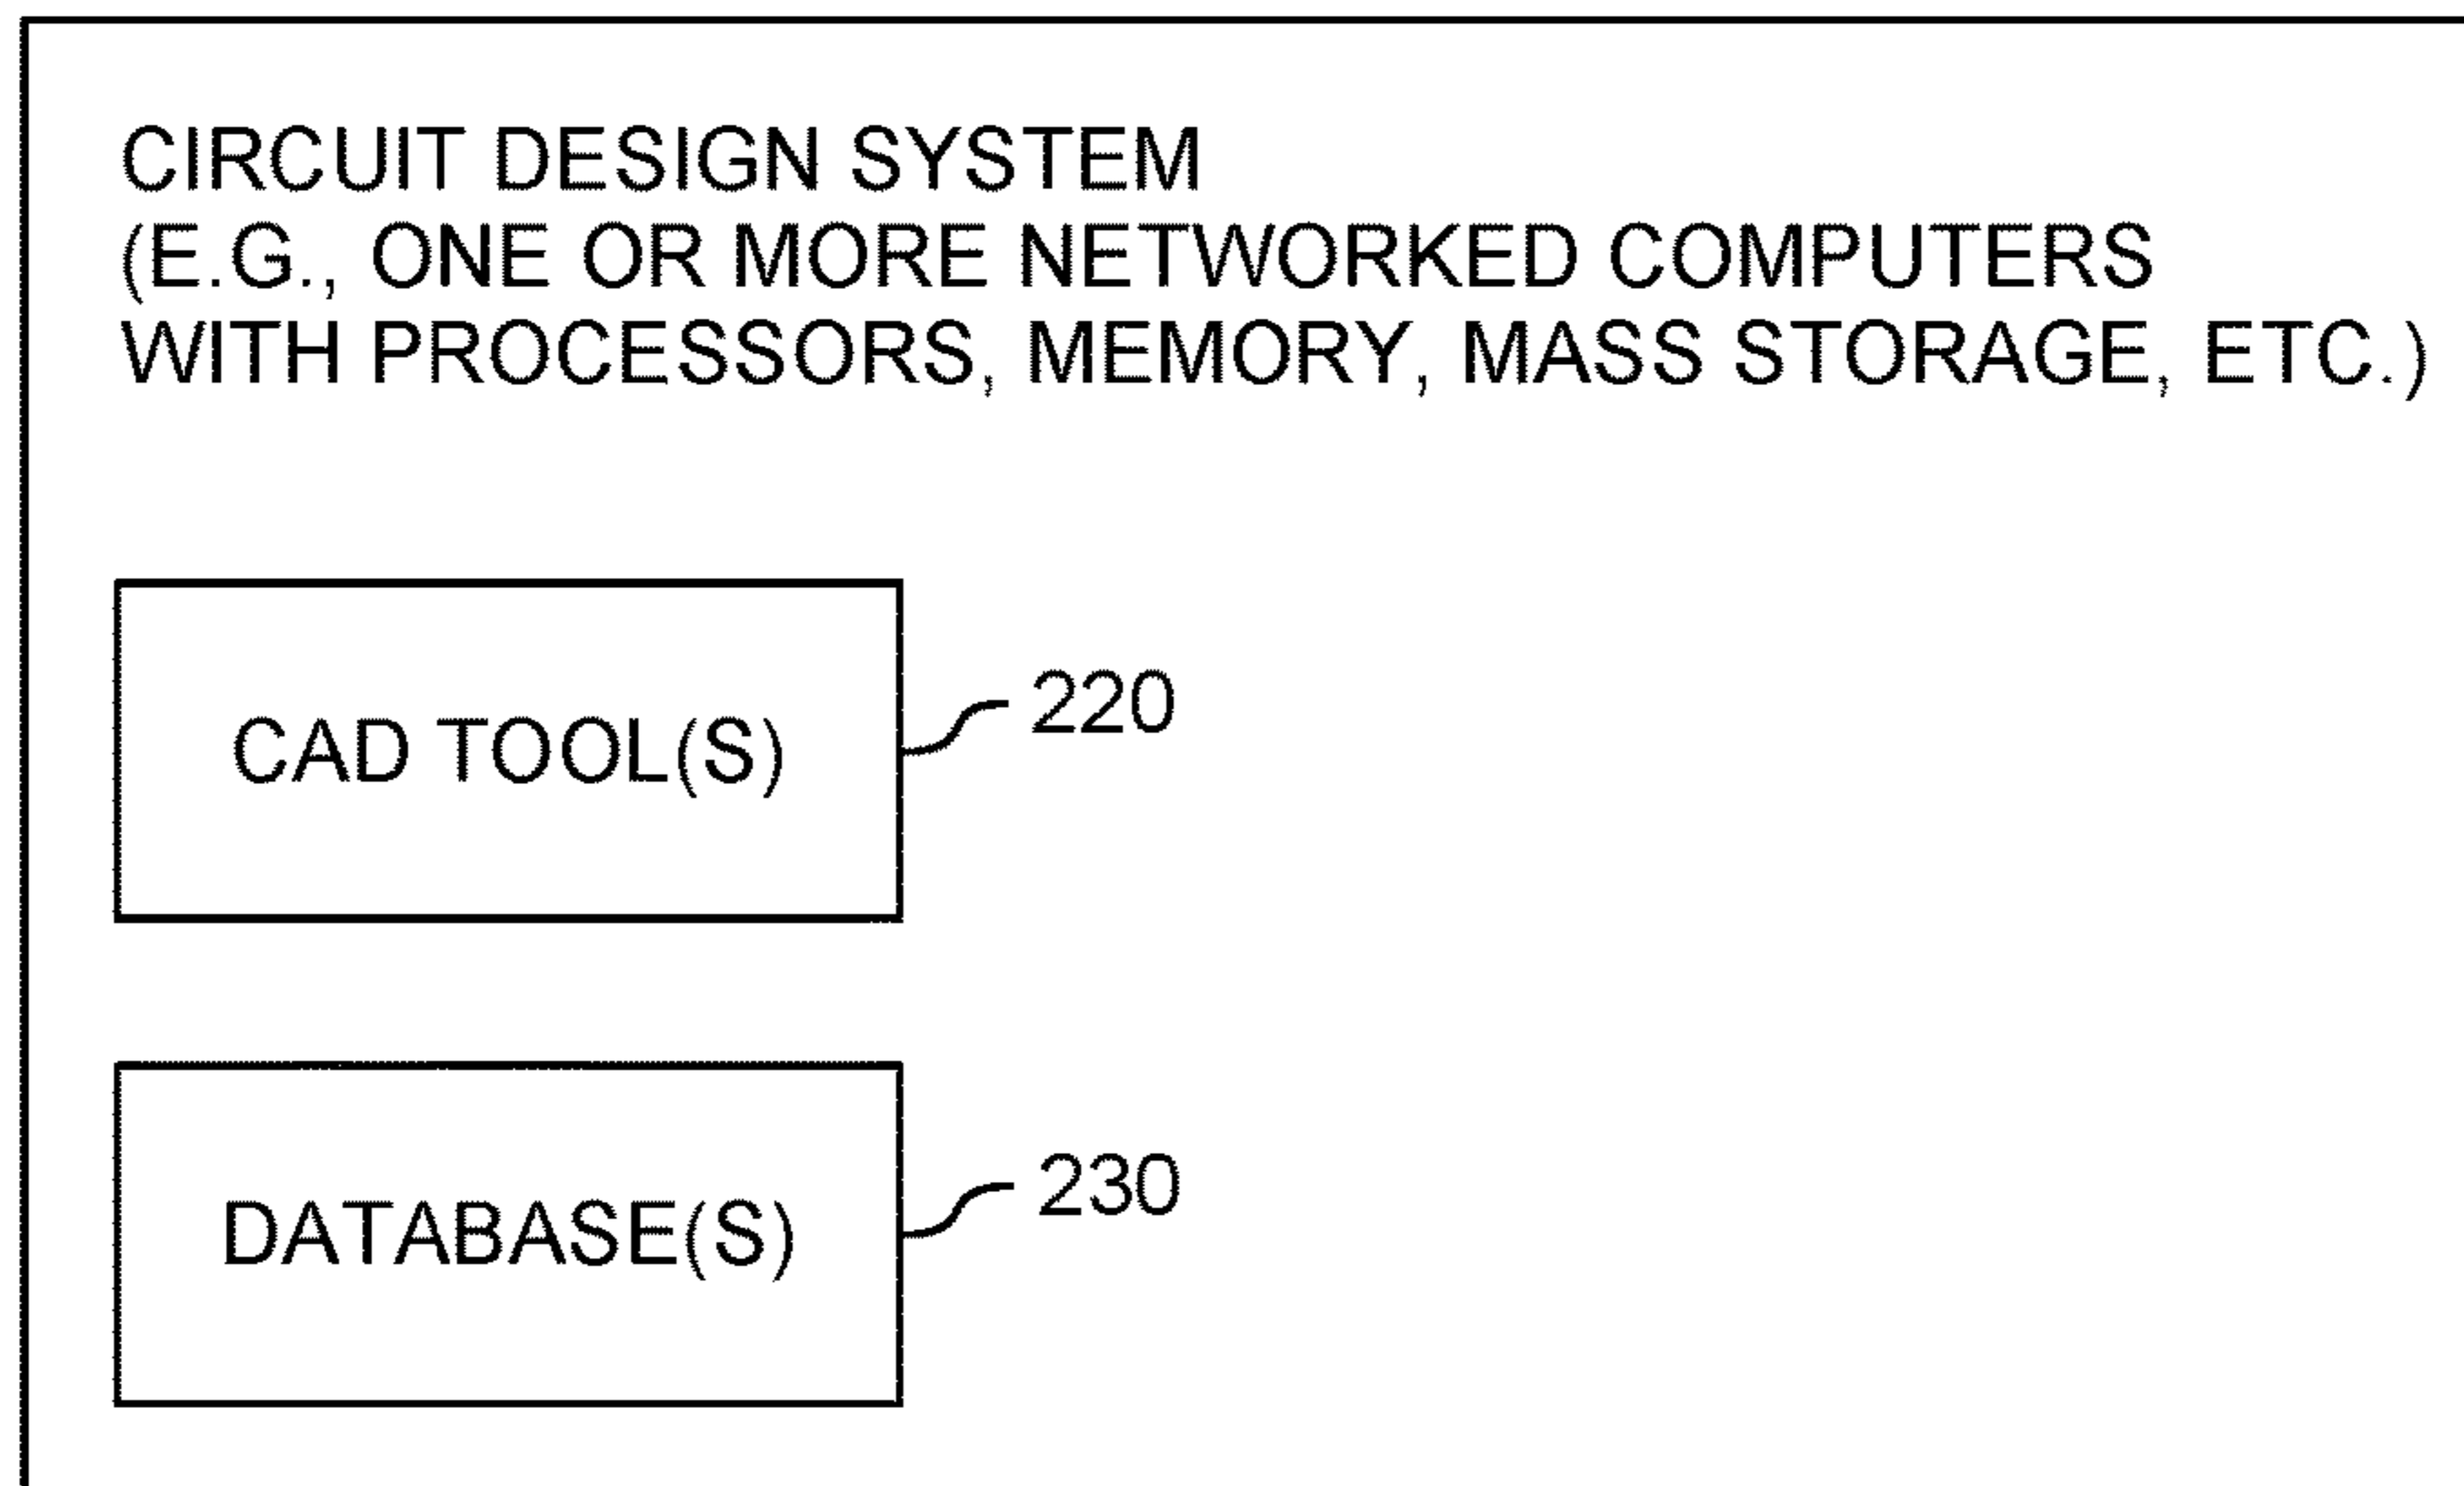 CIRCUIT DESIGN SYSTEM
(E.G., ONE OR MORE NETWORKED COMPUTERS
WITH PROCESSORS, MEMORY, MASS STORAGE, ETC.)
CAD TOOL(S)
220
DATABASE(S)
230